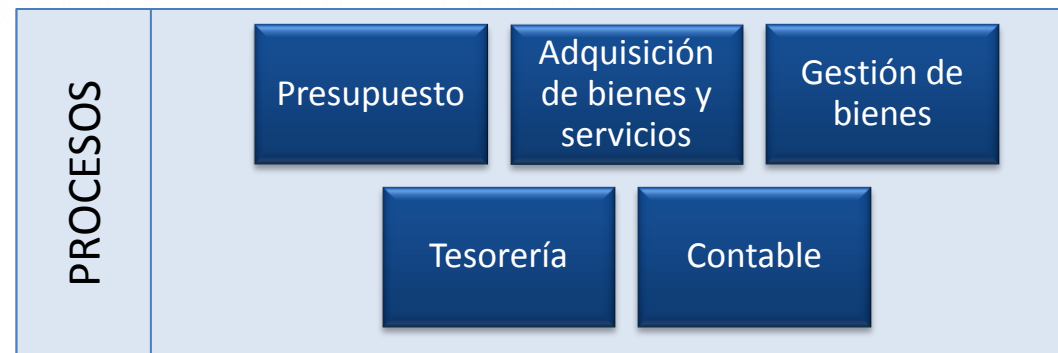 PROCESOS
Presupuesto
Adquisición
de bienes y
servicios
Gestión de
bienes
Tesorería
Contable